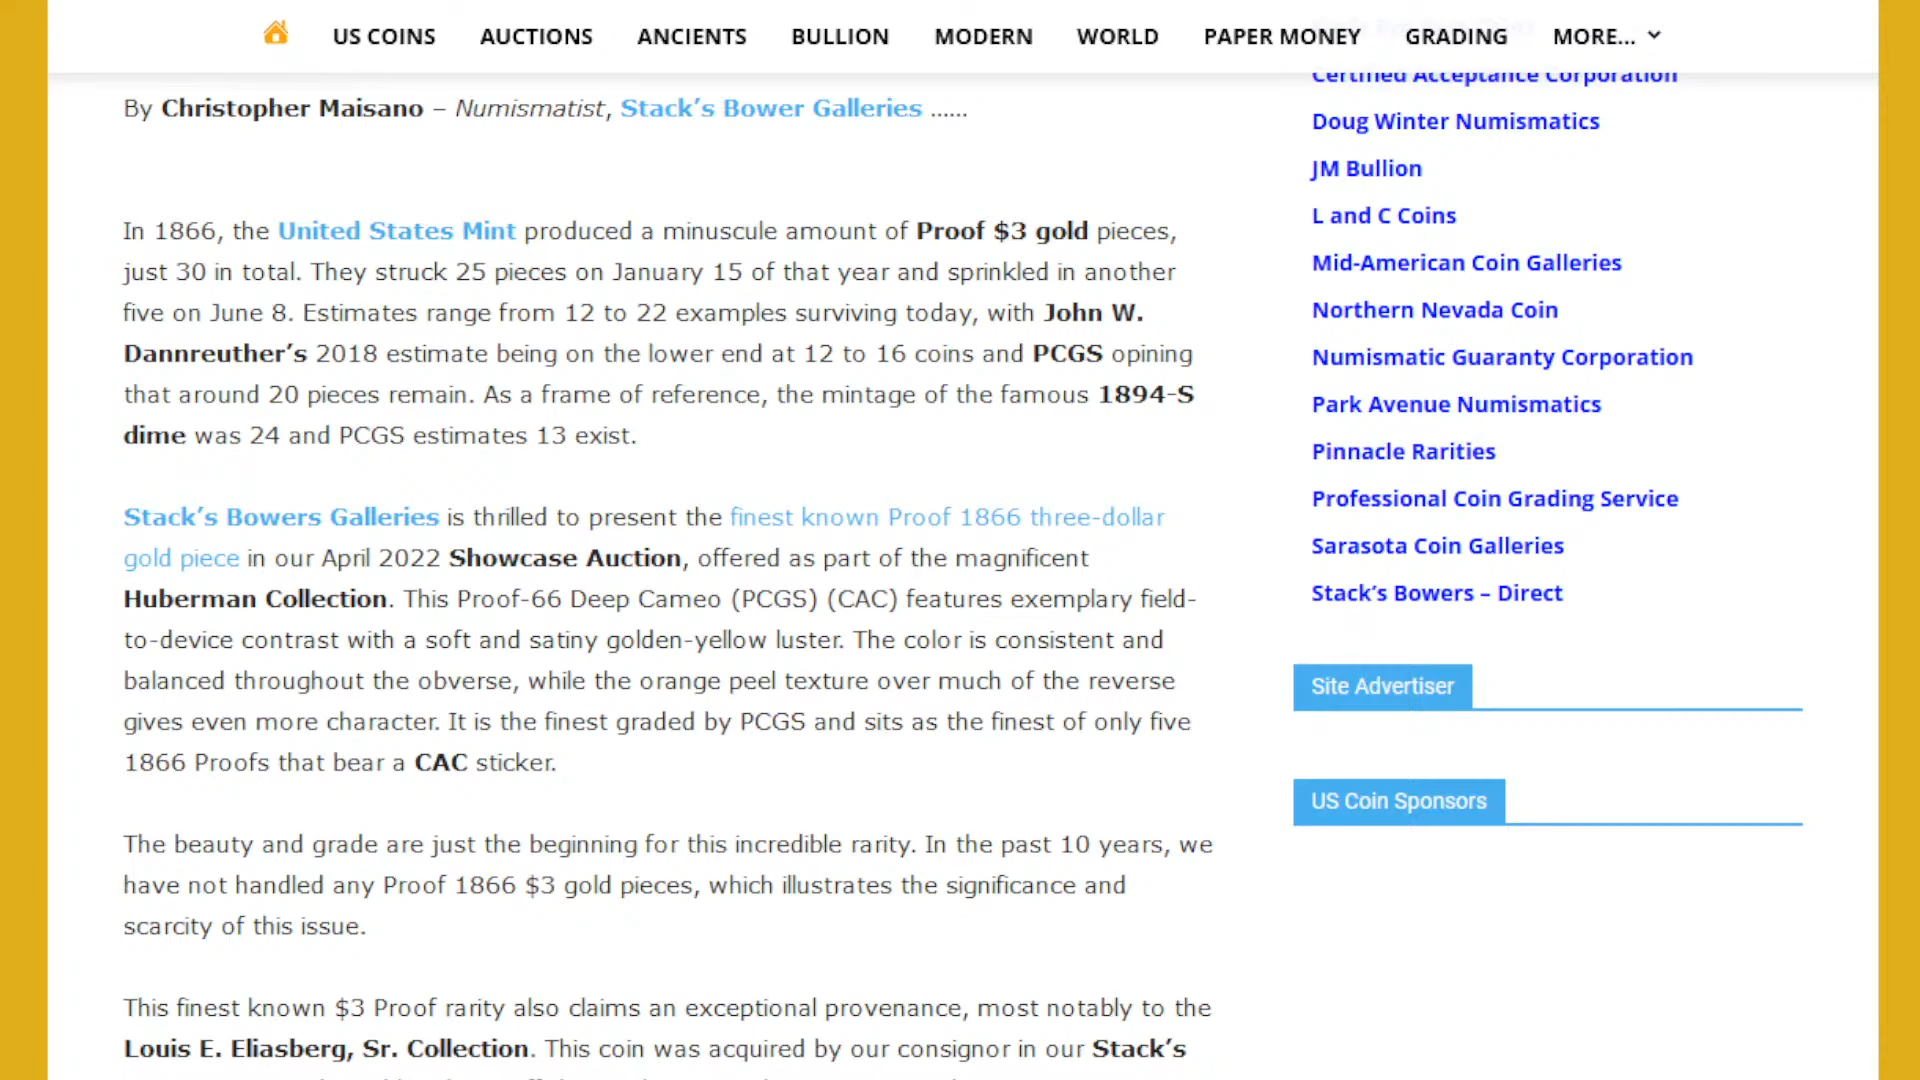 US COINS AUCTIONS ANCIENTS BULLION MODERN WORLD PAPER MONEY GRADING MORE...
By Christopher Maisano – Numismatist, Stack’s Bower Galleries ......
In 1866, the United States Mint produced a minuscule amount of Proof $3 gold pieces,
just 30 in total. They struck 25 pieces on January 15 of that year and sprinkled in another
five on June 8. Estimates range from 12 to 22 examples surviving today, with John W.
Dannreuther’s 2018 estimate being on the lower end at 12 to 16 coins and PCGS opining
that around 20 pieces remain. As a frame of reference, the mintage of the famous 1894-S
dime was 24 and PCGS estimates 13 exist.
Stack’s Bowers Galleries is thrilled to present the finest known Proof 1866 three-dollar
gold piece in our April 2022 Showcase Auction, offered as part of the magnificent
Huberman Collection. This Proof-66 Deep Cameo (PCGS) (CAC) features exemplary field-
to-device contrast with a soft and satiny golden-yellow luster. The color is consistent and
balanced throughout the obverse, while the orange peel texture over much of the reverse
gives even more character. It is the finest graded by PCGS and sits as the finest of only five
1866 Proofs that bear a CAC sticker.
The beauty and grade are just the beginning for this incredible rarity. In the past 10 years, we
have not handled any Proof 1866 $3 gold pieces, which illustrates the significance and
scarcity of this issue.
This finest known $3 Proof rarity also claims an exceptional provenance, most notably to the
Louis E. Eliasberg, Sr. Collection. This coin was acquired by our consignor in our Stack’s
Certified Acceptance Corporation
Doug Winter Numismatics
JM Bullion
L and C Coins
Mid-American Coin Galleries
Northern Nevada Coin
Numismatic Guaranty Corporation
Park Avenue Numismatics
Pinnacle Rarities
Professional Coin Grading Service
Sarasota Coin Galleries
Stack’s Bowers – Direct
Site Advertiser
US Coin Sponsors